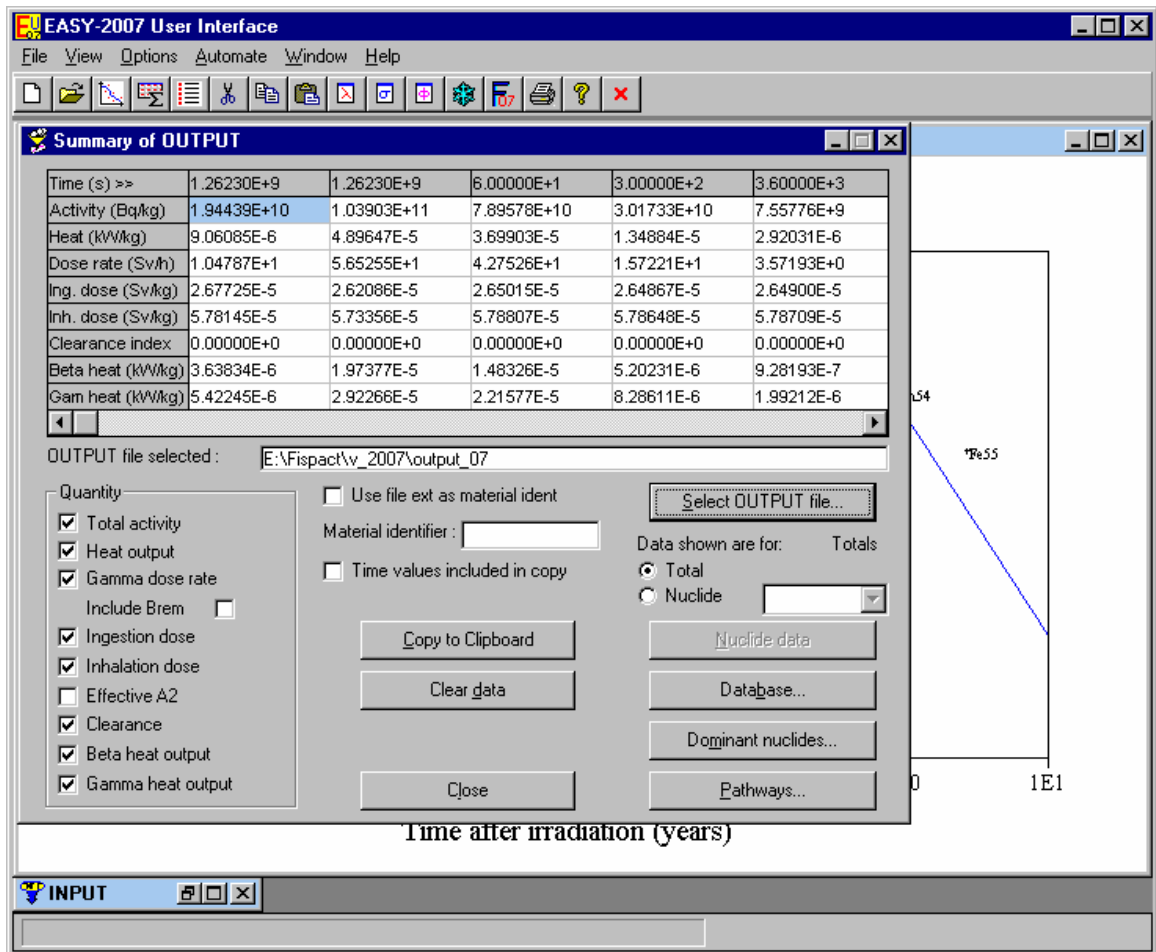 EASY-2007 User Interface
File View Options Automate Window Help
Summary of OUTPUT
Time (s) >> 1.26230E+9 1.26230E+9 6.00000E+1 3.00000E+2 3.60000E+3
Activity (Bq/kg) 1.94439E+10 1.03903E+11 7.89578E+10 3.01733E+10 7.55776E+9
Heat (kW/kg) 9.06085E-6 4.89647E-5 3.69903E-5 1.34884E-5 2.92031E-6
Dose rate (Sv/h) 1.04787E+1 5.65255E+1 4.27526E+1 1.57221E+1 3.57193E+0
Ing. dose (Sv/kg) 2.67725E-5 2.62086E-5 2.65015E-5 2.64867E-5 2.64900E-5
Inh. dose (Sv/kg) 5.78145E-5 5.73356E-5 5.78807E-5 5.78648E-5 5.78709E-5
Clearance index 0.00000E+0 0.00000E+0 0.00000E+0 0.00000E+0 0.00000E+0
Beta heat (kW/kg) 3.63834E-6 1.97377E-5 1.48326E-5 5.20231E-6 9.28193E-7
Gam heat (kW/kg) 5.42245E-6 2.92266E-5 2.21577E-5 8.28611E-6 1.99212E-6
54
Fe55
OUTPUT file selected : E:\Fispact\v_2007\output_07
Quantity
Total activity
Heat output
Gamma dose rate
Include Brem
Ingestion dose
Inhalation dose
Effective A2
Clearance
Beta heat output
Gamma heat output
Use file ext as material ident
Material identifier :
Time values included in copy
Copy to Clipboard
Clear data
Close
Select OUTPUT file...
Data shown are for: Totals
Total
Nuclide
Nuclide data
Database...
Dominant nuclides...
Pathways...
0 1E1
Time after irradiation (years)
INPUT